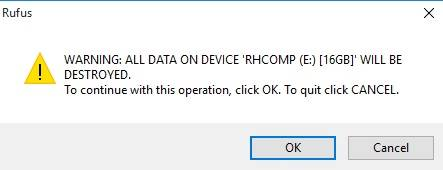 Rufus
WARNING: ALL DATA ON DEVICE 'RHCOMP (E:) [16GB]' WILL BE
DESTROYED.
To continue with this operation, click OK. To quit click CANCEL.
OK
Cancel